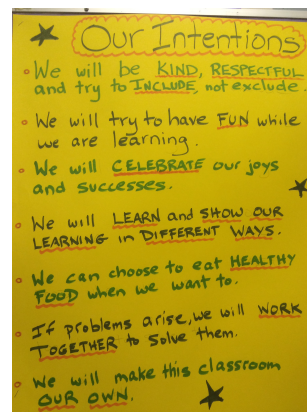 Our Intentions
We will be KIND, RESPECTFUL
and try to INCLUDE, not exclude.
We will try to have FUN while
we are learning.
We will CELEBRATE our joys
and successes.
We will LEARN and SHOW OUR
LEARNING in DIFFERENT WAYS.
We can choose to eat HEALTHY
FOOD when we want to.
If problems arise, we will WORK
TOGETHER to solve them.
We will make this classroom
OUR OWN.